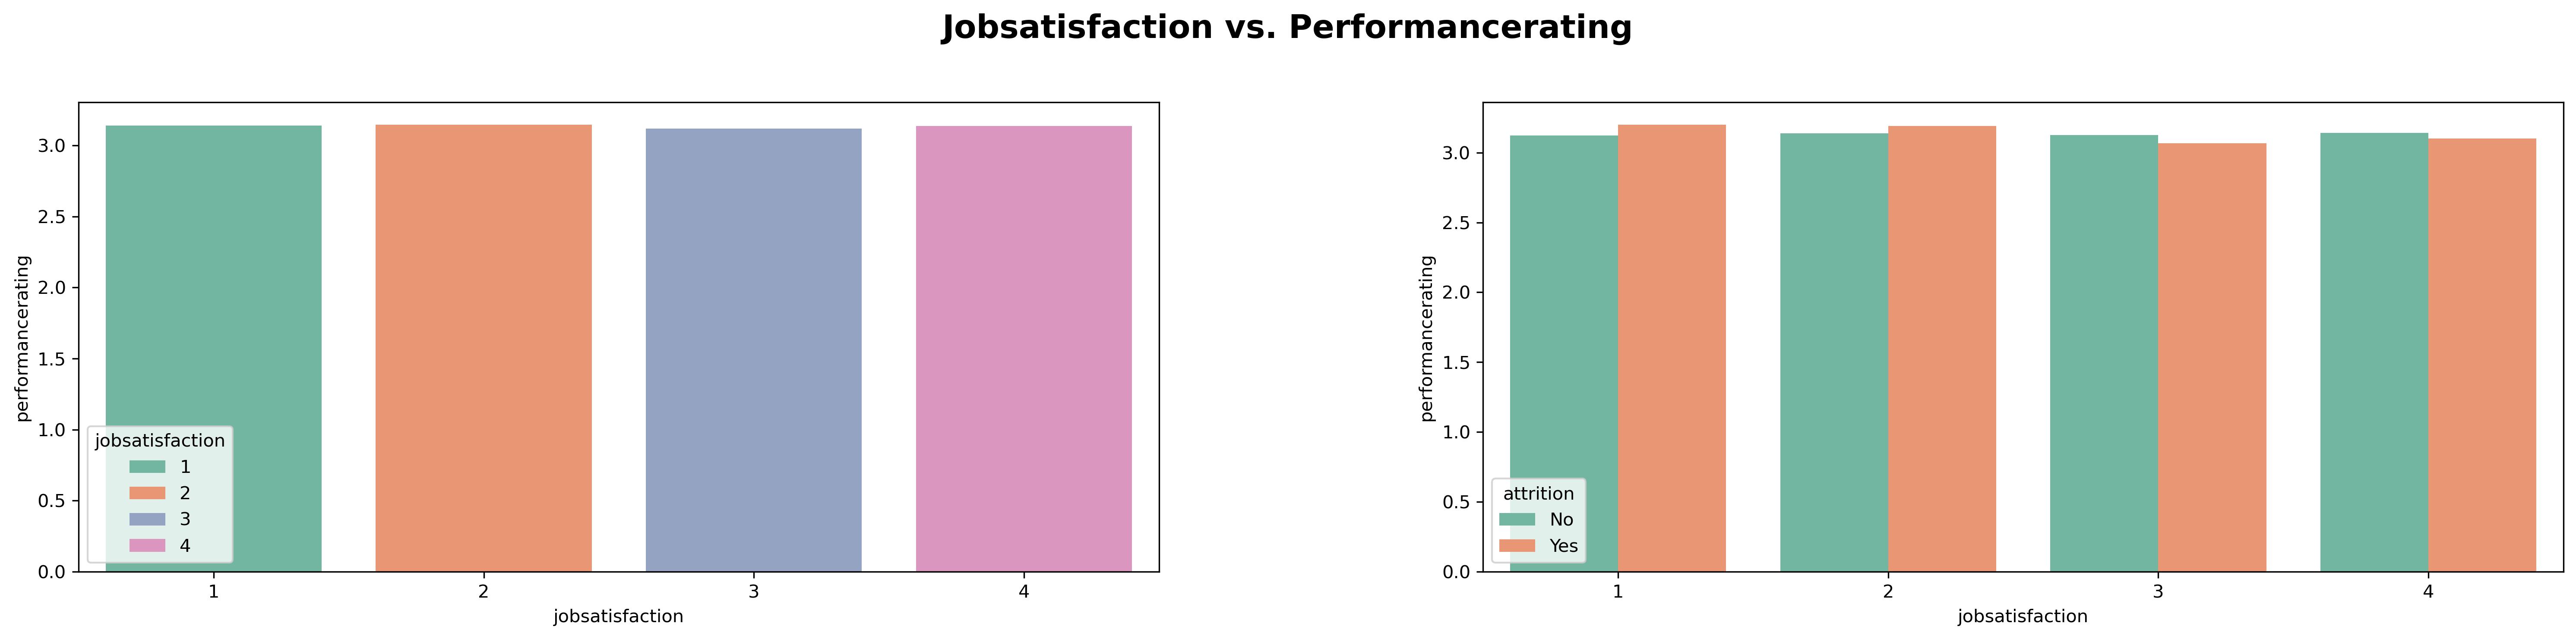 Jobsatisfaction vs. Performancerating
performancerating
3.0
2.5
2.0
1.5
1.0
0.5
0.0
jobsatisfaction
1
2
3
4
1 2 3 4
jobsatisfaction
performancerating
3.0
2.5
2.0
1.5
1.0
0.5
0.0
attrition
No
Yes
1 2 3 4
jobsatisfaction